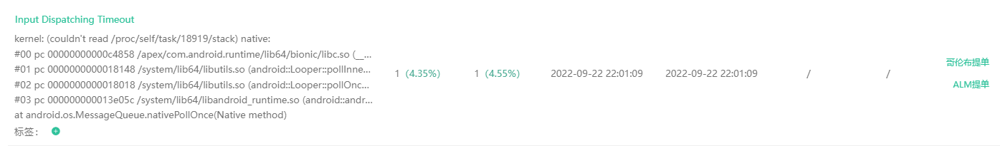 Input Dispatching Timeout
kernel: (couldn't read /proc/self/task/18919/stack) native:
#00 pc 00000000000c4858 /apex/com.android.runtime/lib64/bionic/libc.so (__...
#01 pc 0000000000018148 /system/lib64/libutils.so (android::Looper::pollInne...
#02 pc 0000000000018018 /system/lib64/libutils.so (android::Looper::pollOnc...
#03 pc 000000000013e05c /system/lib64/libandroid_runtime.so (android::andr...
at android.os.MessageQueue.nativePollOnce(Native method)
标签：
1（4.35%）
1（4.55%）
2022-09-22 22:01:09
2022-09-22 22:01:09
/
/
哥伦布提单
ALM提单